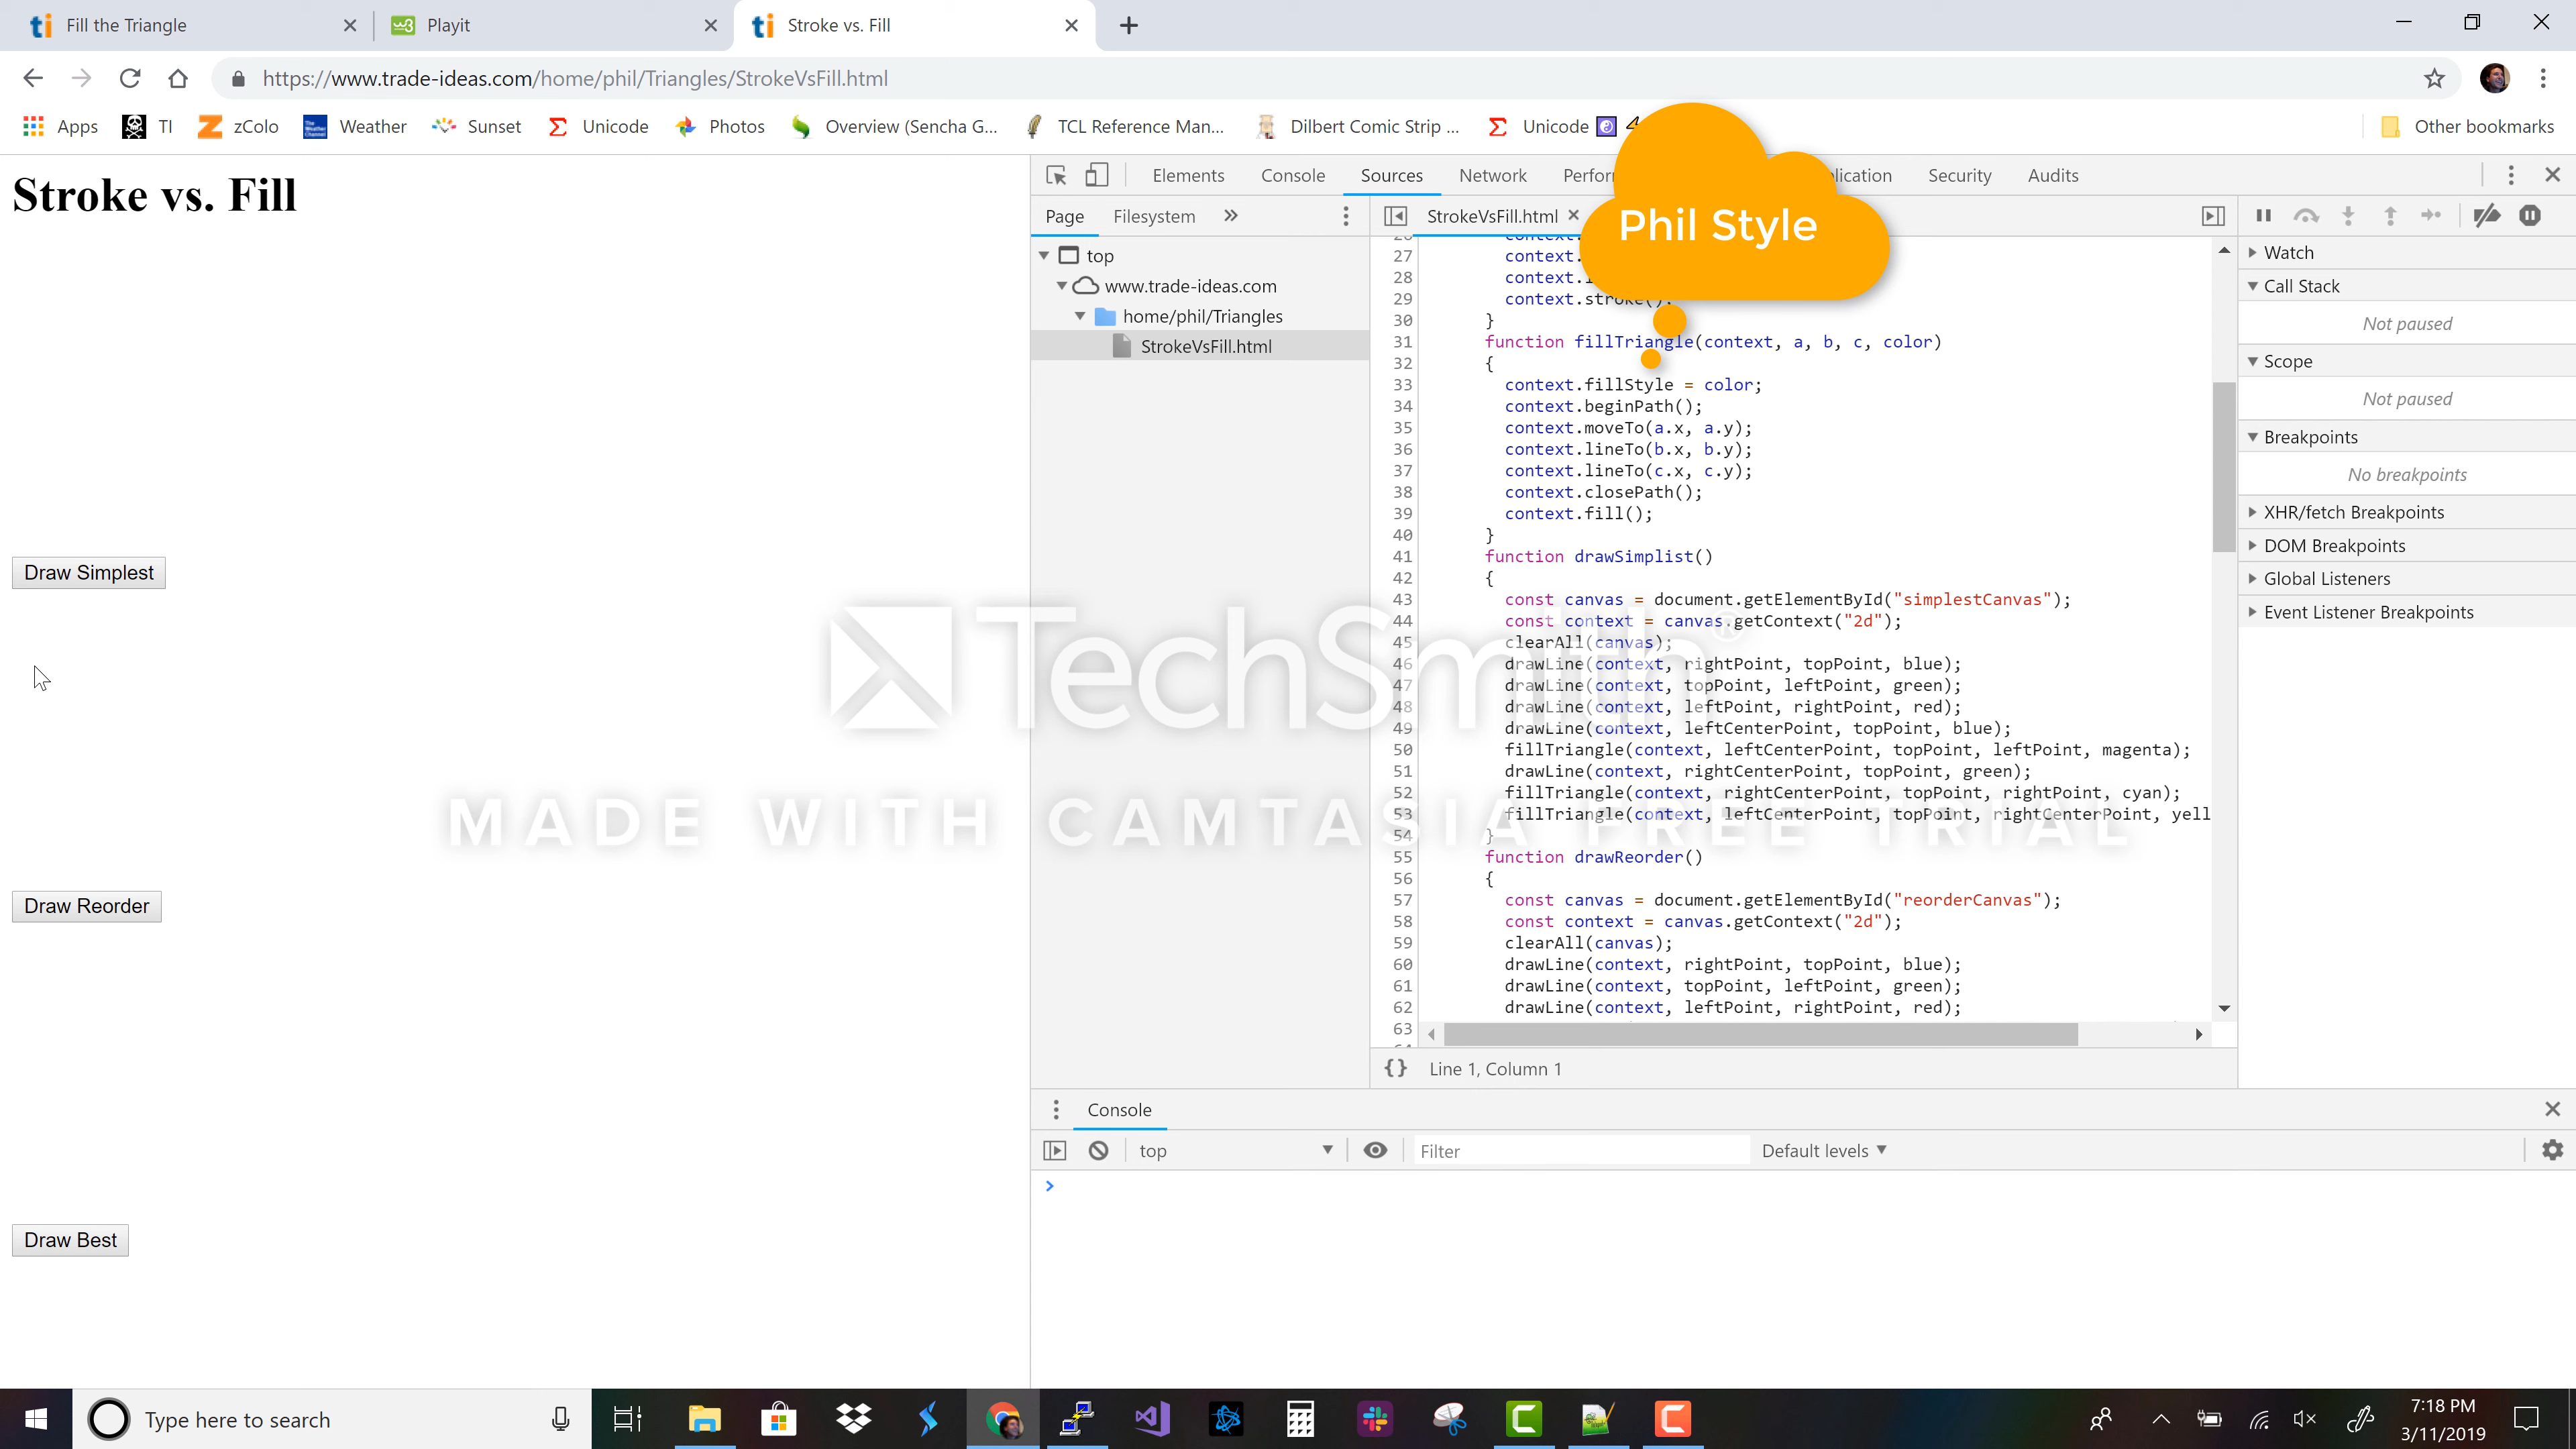 Fill the Triangle
Playit
Stroke vs. Fill
https://www.trade-ideas.com/home/phil/Triangles/StrokeVsFill.html
Apps TI zColo Weather Sunset Unicode Photos Overview (Sencha G... TCL Reference Man... Dilbert Comic Strip ... Unicode Other bookmarks
Stroke vs. Fill
Draw Simplest
Draw Reorder
Draw Best
Elements Console Sources Network Security Audits
Phil Style
Page Filesystem
StrokeVsFill.html
top
www.trade-ideas.com
home/phil/Triangles
StrokeVsFill.html
27 context.
28 context.
29 context.stroke();
30 }
31 function fillTriangle(context, a, b, c, color)
32 {
33 context.fillStyle = color;
34 context.beginPath();
35 context.moveTo(a.x, a.y);
36 context.lineTo(b.x, b.y);
37 context.lineTo(c.x, c.y);
38 context.closePath();
39 context.fill();
40 }
41 function drawSimplist()
42 {
43 const canvas = document.getElementById("simplestCanvas");
44 const context = canvas.getContext("2d");
45 clearAll(canvas);
46 drawLine(context, rightPoint, topPoint, blue);
47 drawLine(context, topPoint, leftPoint, green);
48 drawLine(context, leftPoint, rightPoint, red);
49 drawLine(context, leftCenterPoint, topPoint, blue);
50 fillTriangle(context, leftCenterPoint, topPoint, leftPoint, magenta);
51 drawLine(context, rightCenterPoint, topPoint, green);
52 fillTriangle(context, rightCenterPoint, topPoint, rightPoint, cyan);
53 fillTriangle(context, leftCenterPoint, topPoint, rightCenterPoint, yell
54 }
55 function drawReorder()
56 {
57 const canvas = document.getElementById("reorderCanvas");
58 const context = canvas.getContext("2d");
59 clearAll(canvas);
60 drawLine(context, rightPoint, topPoint, blue);
61 drawLine(context, topPoint, leftPoint, green);
62 drawLine(context, leftPoint, rightPoint, red);
63
{} Line 1, Column 1
Watch
Call Stack
Not paused
Scope
Not paused
Breakpoints
No breakpoints
XHR/fetch Breakpoints
DOM Breakpoints
Global Listeners
Event Listener Breakpoints
TechSmith®
MADE WITH CAMTASIA FREE TRIAL
Console
top Filter Default levels
Type here to search
7:18 PM
3/11/2019